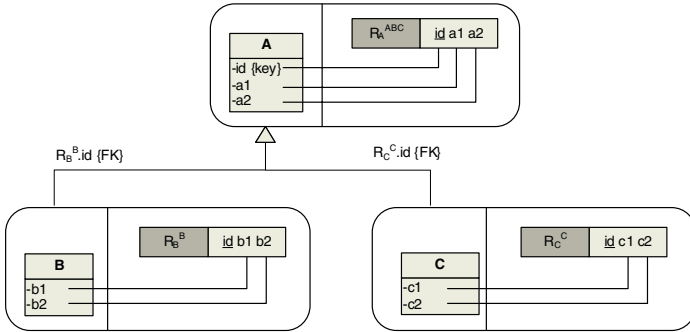 A
-id {key}
-a1
-a2
R_A^ABC id a1 a2
R_B^B.id {FK}
R_C^C.id {FK}
B
-b1
-b2
R_B^B id b1 b2
C
-c1
-c2
R_C^C id c1 c2